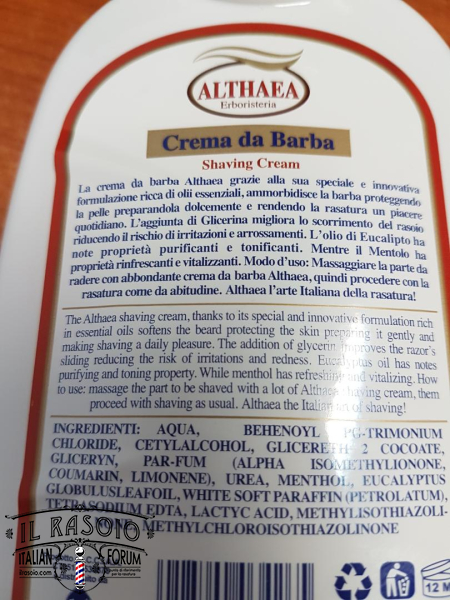 ALTHAEA
Erboristeria
Crema da Barba
Shaving Cream
La crema da barba Althaea grazie alla sua speciale e innovativa
formulazione ricca di olii essenziali, ammorbidisce la barba proteggendo
la pelle preparandola dolcemente e rendendo la rasatura un piacere
quotidiano. L'aggiunta di Glicerina migliora lo scorrimento del rasoio
riducendo il rischio di irritazioni e arrossamenti. L'olio di Eucalipto ha
note proprietà purificanti e tonificanti. Mentre il Mentolo ha
proprietà rinfrescanti e vitalizzanti. Modo d'uso: Massaggiare la parte da
radere con abbondante crema da barba Althaea, quindi procedere con la
rasatura come da abitudine. Althaea l'arte Italiana della rasatura!
The Althaea shaving cream, thanks to its special and innovative formulation rich
in essential oils softens the beard protecting the skin preparing it gently and
making shaving a daily pleasure. The addition of glycerin improves the razor's
sliding reducing the risk of irritations and redness. Eucaliptus oil has notes
purifying and toning property. While menthol has refreshing and vitalizing. How
to use: massage the part to be shaved with a lot of Althaea shaving cream, them
proceed with shaving as usual. Althaea the Italian art of shaving!
INGREDIENTI: AQUA, BEHENOYL PG-TRIMONIUM
CHLORIDE, CETYLALCOHOL, GLICERETH-2 COCOATE,
GLICERYN, PAR-FUM (ALPHA ISOMETHYLIONONE,
COUMARIN, LIMONENE), UREA, MENTHOL, EUCALYPTUS
GLOBULUSLEAFOIL, WHITE SOFT PARAFFIN (PETROLATUM),
TETRASODIUM EDTA, LACTYC ACID, METHYLISOTHIAZOLI-
NONE, METHYLCHLOROISOTHIAZOLINONE
IL RASOIO
ITALIAN FORUM
ilrasoio.com
12 M